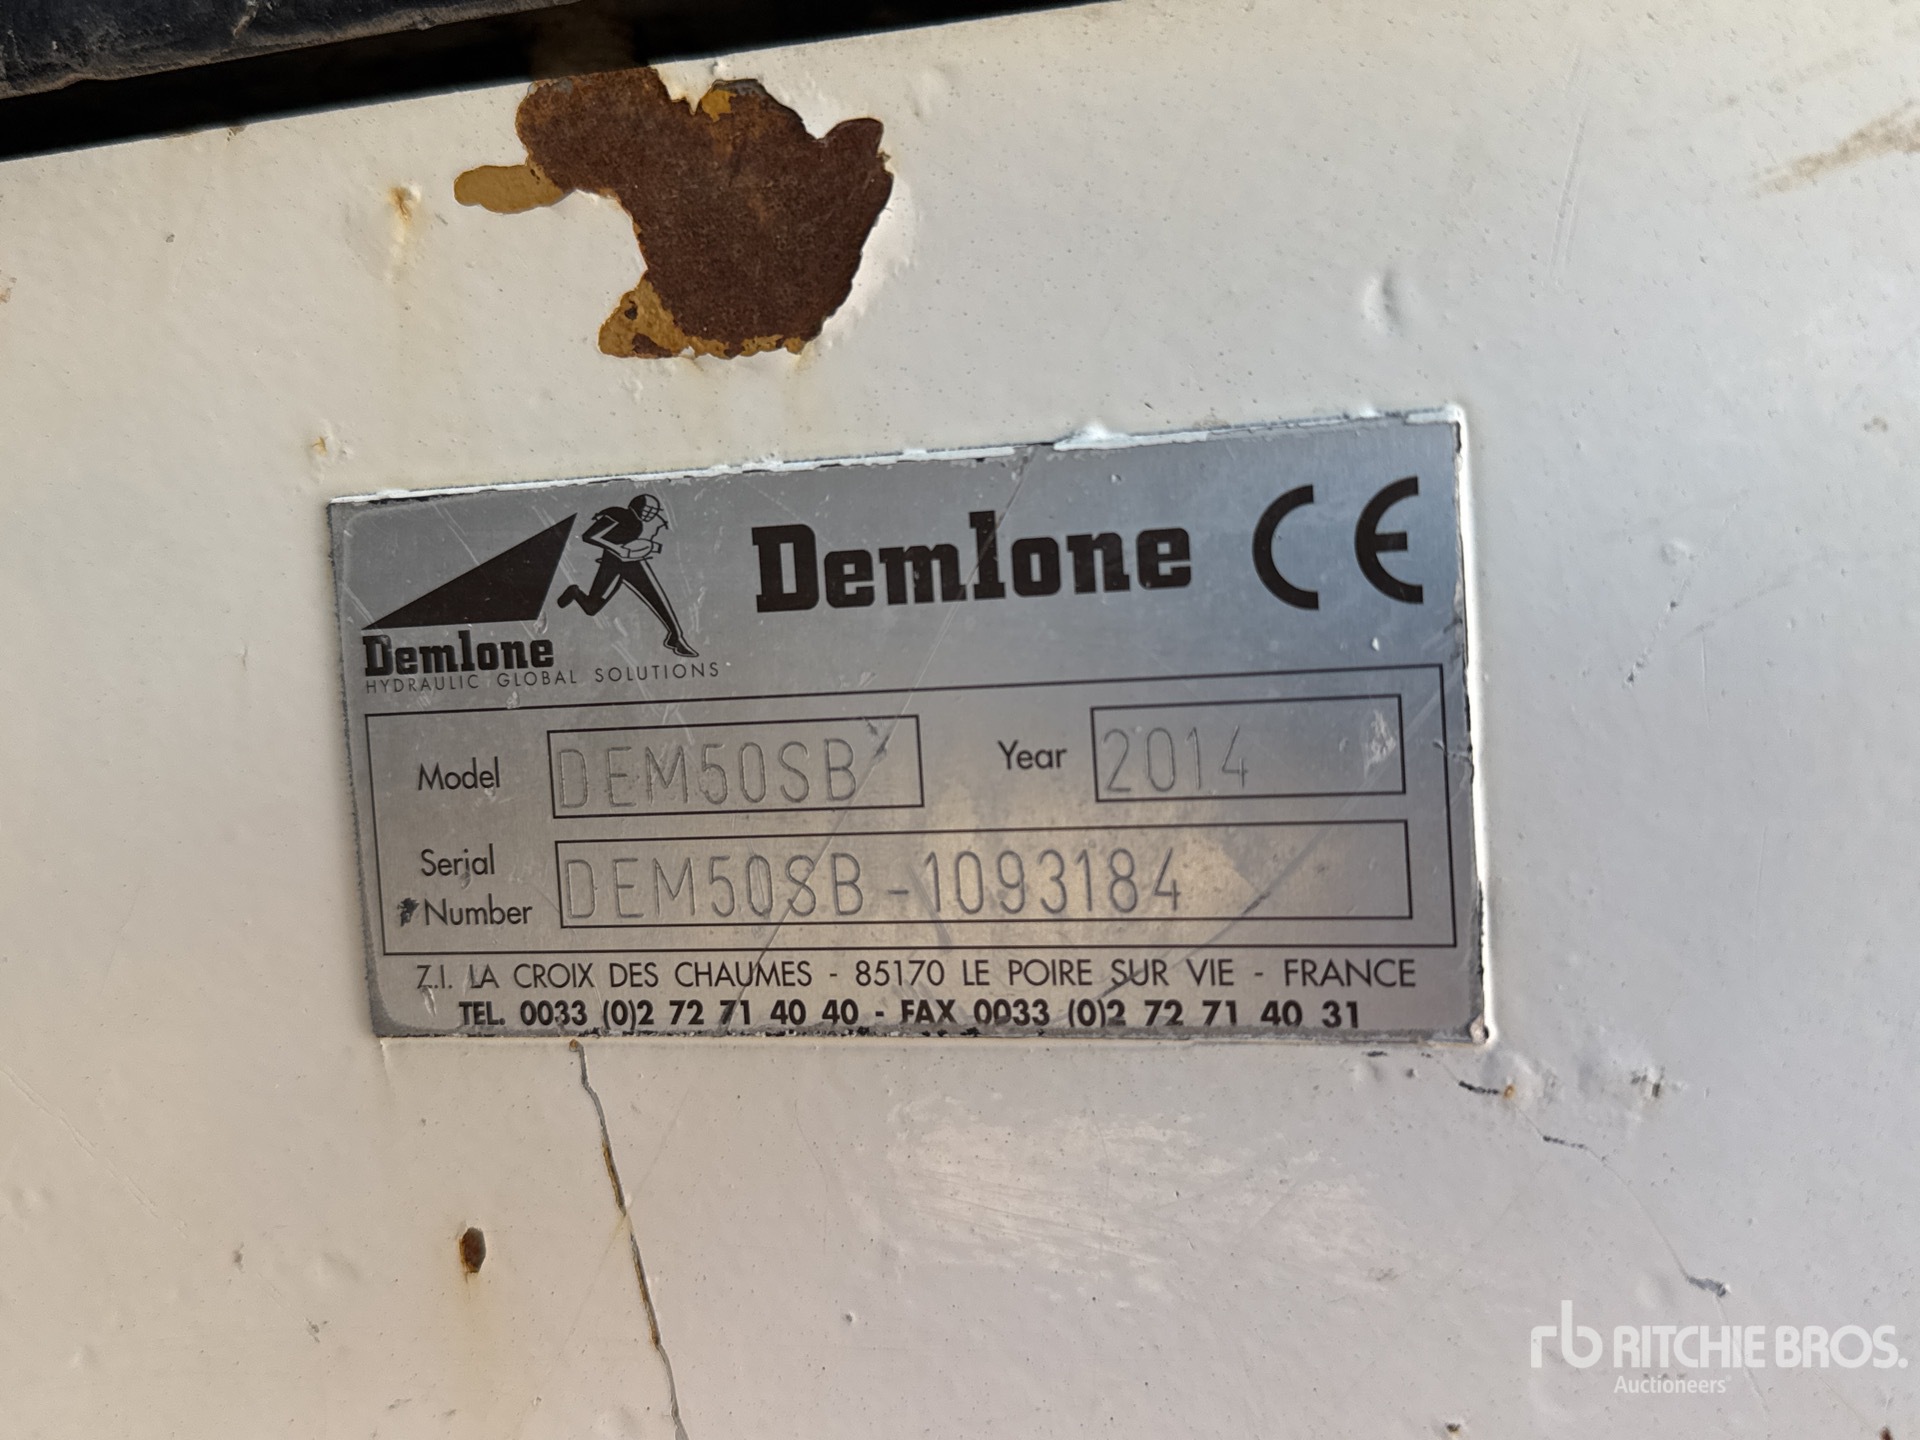 Demlone CE
Demlone
HYDRAULIC GLOBAL SOLUTIONS
Model DEM50SB Year 2014
Serial
Number DEM50SB-1093184
Z.I. LA CROIX DES CHAUMES - 85170 LE POIRE SUR VIE - FRANCE
TEL. 0033 (0)2 72 71 40 40 - FAX 0033 (0)2 72 71 40 31
rb RITCHIE BROS.
Auctioneers